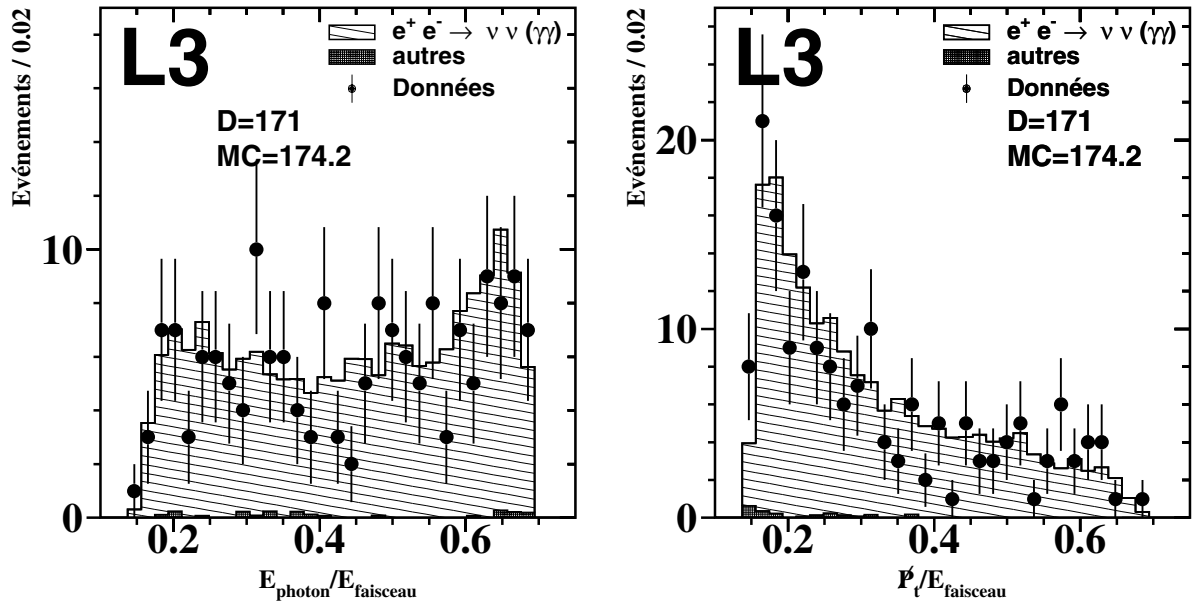 L3
e⁺ e⁻ → ν ν (γγ)
autres
Données
D=171
MC=174.2
Evénements / 0.02
10
0
0.2 0.4 0.6
E_photon/E_faisceau
L3
e⁺ e⁻ → ν ν (γγ)
autres
Données
D=171
MC=174.2
Evénements / 0.02
20
10
0
0.2 0.4 0.6
P̸_t/E_faisceau